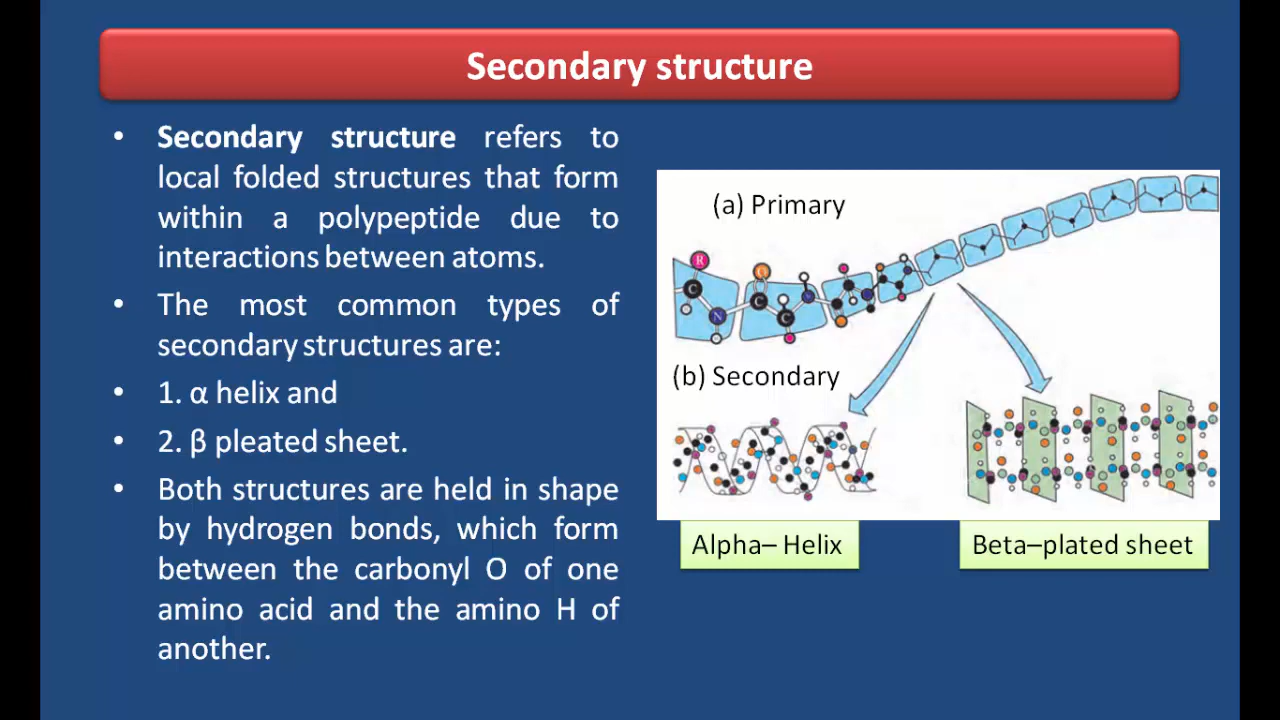 Secondary structure
• Secondary structure refers to
local folded structures that form
within a polypeptide due to
interactions between atoms.
• The most common types of
secondary structures are:
• 1. α helix and
• 2. β pleated sheet.
• Both structures are held in shape
by hydrogen bonds, which form
between the carbonyl O of one
amino acid and the amino H of
another.
(a) Primary
R
O
C
C
C
N
N
(b) Secondary
Alpha– Helix
Beta–plated sheet